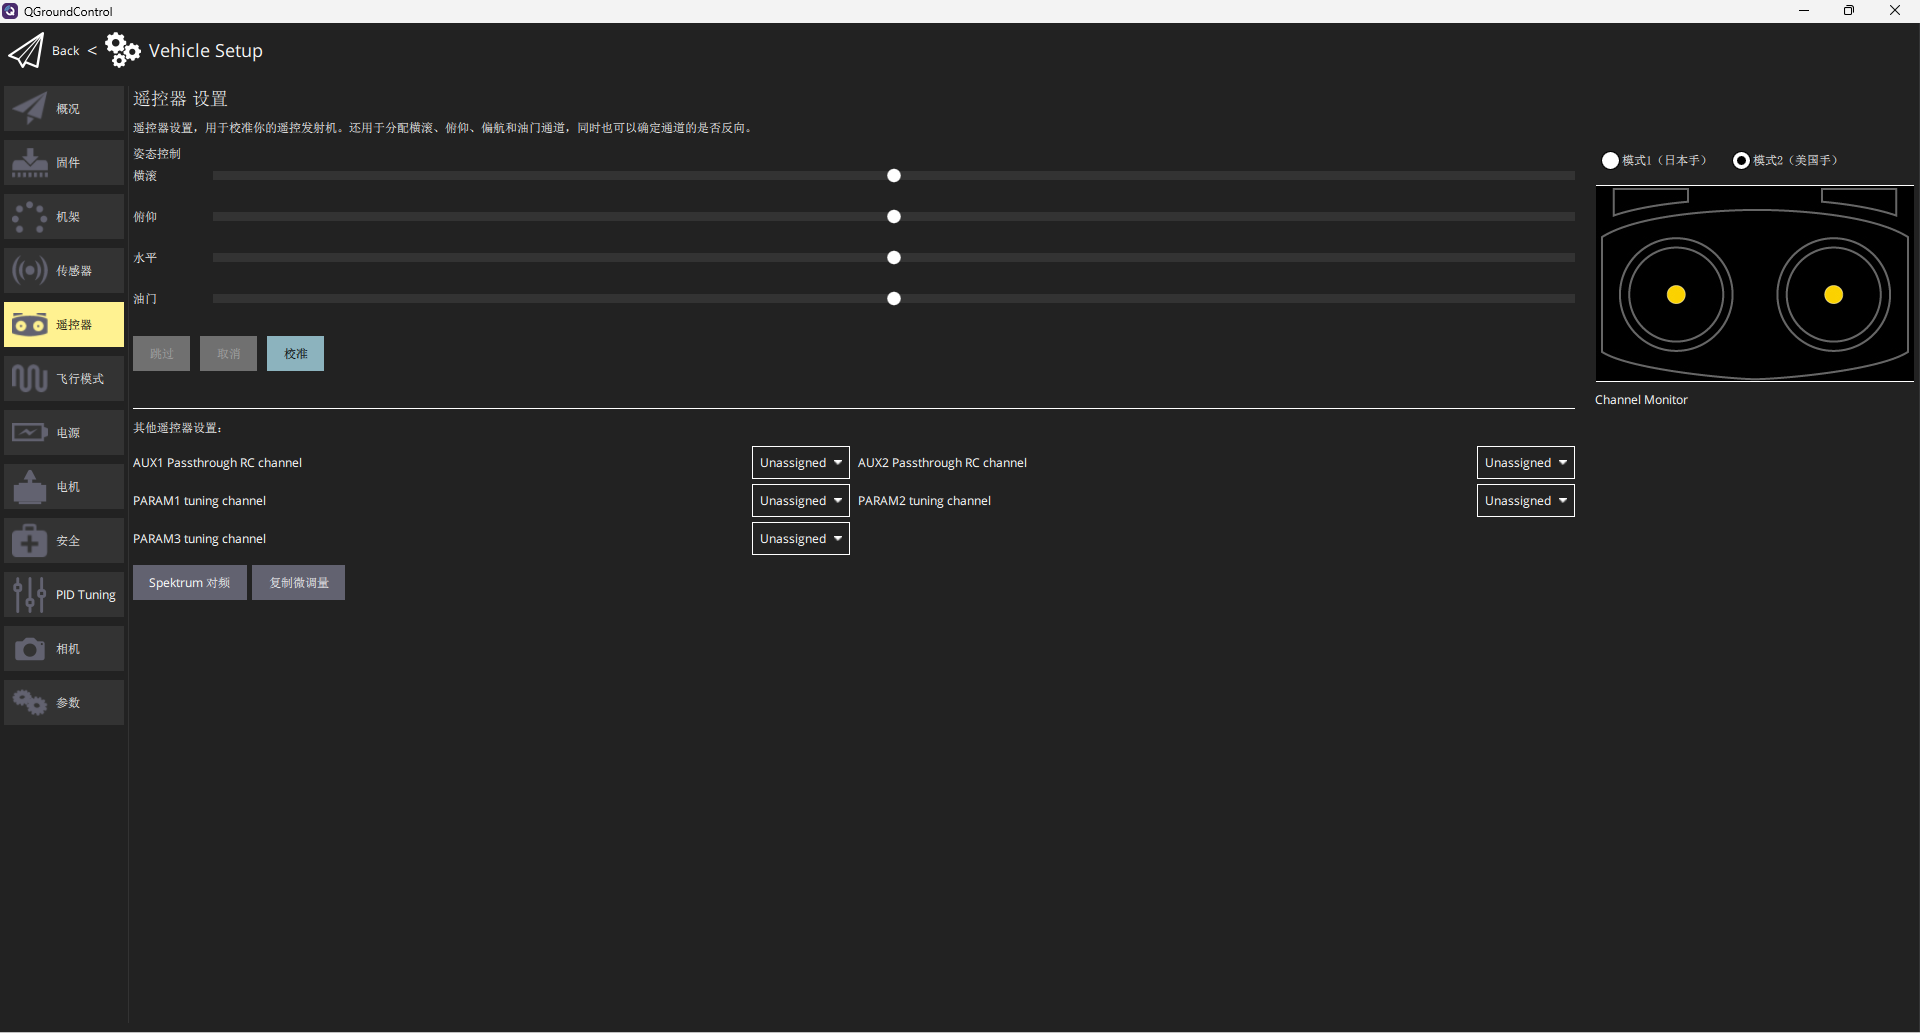 QGroundControl
Back < Vehicle Setup
概况
固件
机架
传感器
遥控器
飞行模式
电源
电机
安全
PID Tuning
相机
参数
遥控器 设置
遥控器设置，用于校准你的遥控发射机。还用于分配横滚、俯仰、偏航和油门通道，同时也可以确定通道的是否反向。
姿态控制
横滚
俯仰
水平
油门
跳过 取消 校准
其他遥控器设置:
AUX1 Passthrough RC channel Unassigned AUX2 Passthrough RC channel Unassigned
PARAM1 tuning channel Unassigned PARAM2 tuning channel Unassigned
PARAM3 tuning channel Unassigned
Spektrum 对频 复制微调量
模式1（日本手） 模式2（美国手）
Channel Monitor